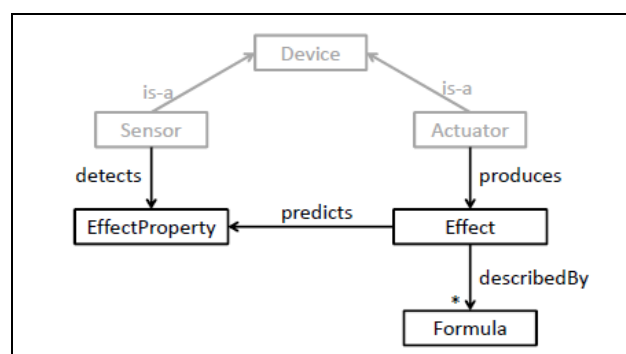 Device
is-a
is-a
Sensor
Actuator
detects
produces
EffectProperty
predicts
Effect
describedBy
*
Formula